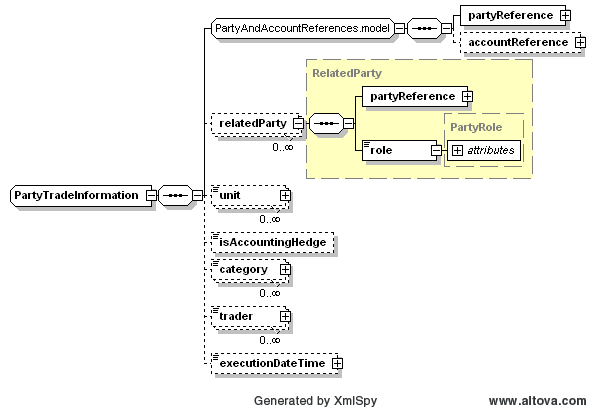 PartyAndAccountReferences.model
partyReference
accountReference
RelatedParty
partyReference
relatedParty
0..∞
PartyRole
role
attributes
PartyTradeInformation
unit
0..∞
isAccountingHedge
category
0..∞
trader
0..∞
executionDateTime
Generated by XmlSpy
www.altova.com